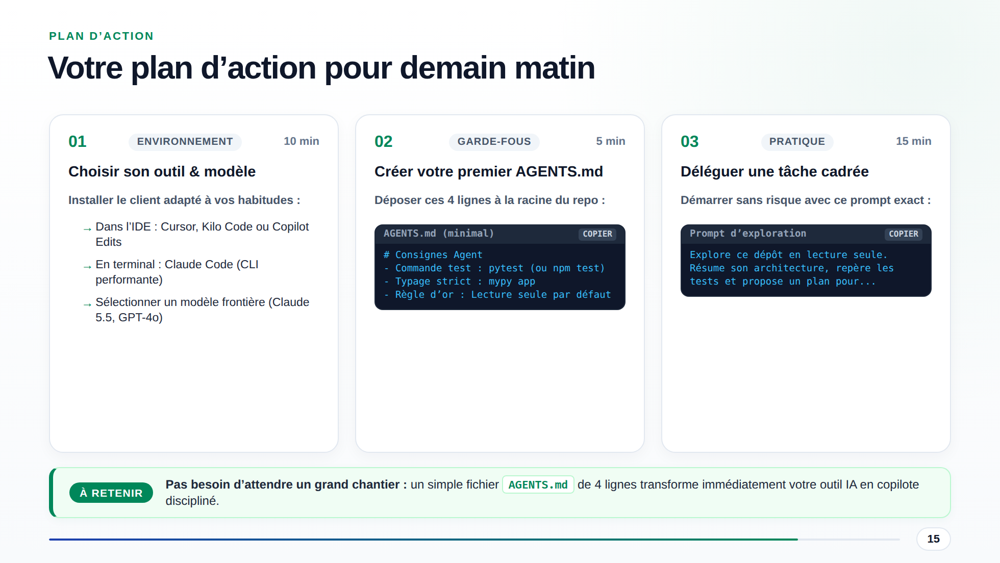 PLAN D’ACTION
Votre plan d’action pour demain matin
01 ENVIRONNEMENT 10 min
Choisir son outil & modèle
Installer le client adapté à vos habitudes :
→ Dans l’IDE : Cursor, Kilo Code ou Copilot
Edits
→ En terminal : Claude Code (CLI
performante)
→ Sélectionner un modèle frontière (Claude
5.5, GPT-4o)
02 GARDE-FOUS 5 min
Créer votre premier AGENTS.md
Déposer ces 4 lignes à la racine du repo :
AGENTS.md (minimal) COPIER
# Consignes Agent
- Commande test : pytest (ou npm test)
- Typage strict : mypy app
- Règle d’or : Lecture seule par défaut
03 PRATIQUE 15 min
Déléguer une tâche cadrée
Démarrer sans risque avec ce prompt exact :
Prompt d’exploration COPIER
Explore ce dépôt en lecture seule.
Résume son architecture, repère les
tests et propose un plan pour...
À RETENIR
Pas besoin d’attendre un grand chantier : un simple fichier AGENTS.md de 4 lignes transforme immédiatement votre outil IA en copilote
discipliné.
15